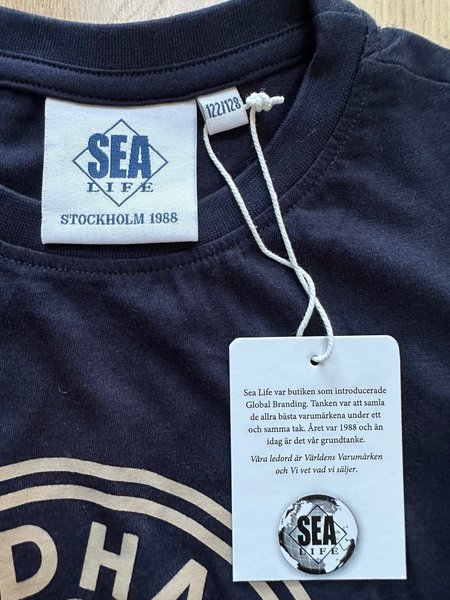 SEA
LIFE
STOCKHOLM 1988
122/128
Sea Life var butiken som introducerade
Global Branding. Tanken var att samla
de allra bästa varumärkena under ett
och samma tak. Året var 1988 och än
idag är det vår grundtanke.
Våra ledord är Världens Varumärken
och Vi vet vad vi säljer.
SEA
LIFE
DHA